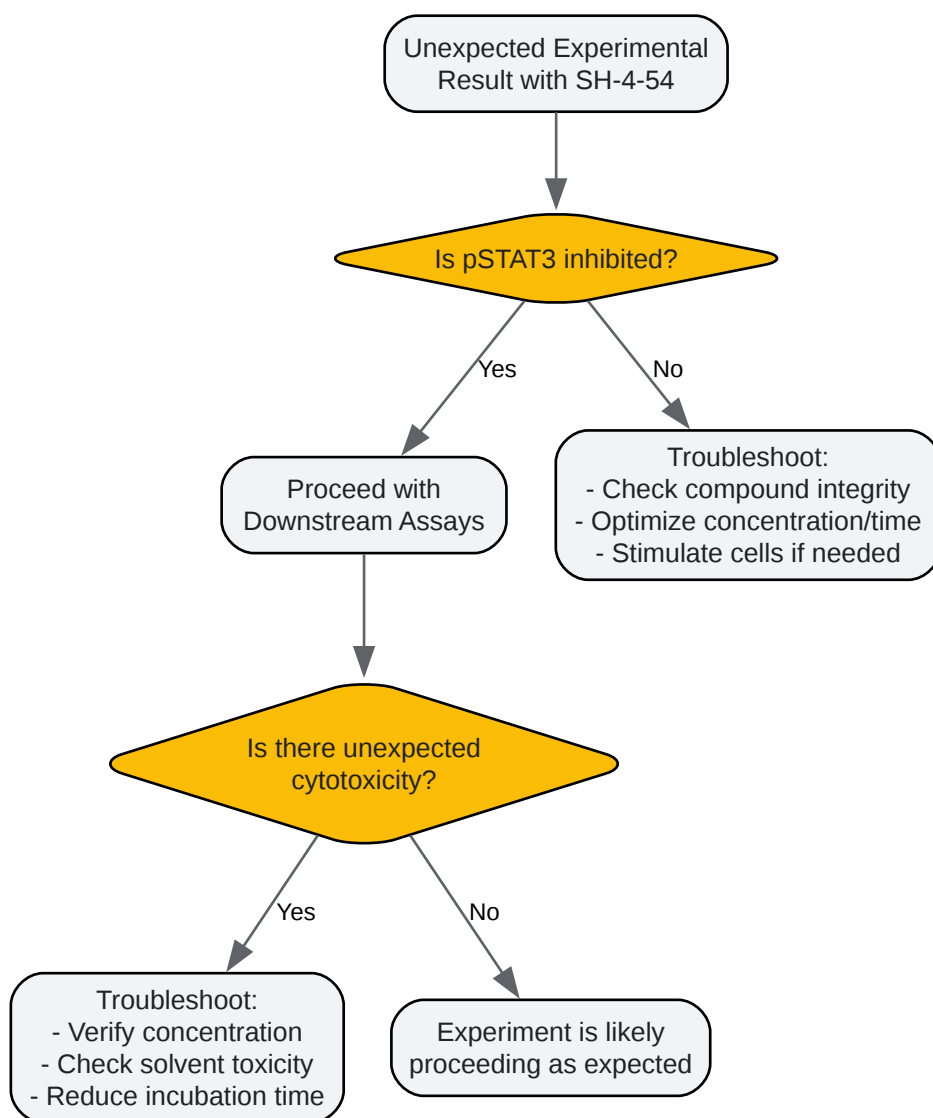 Unexpected Experimental
Result with SH-4-54
Is pSTAT3 inhibited?
Yes
No
Proceed with
Downstream Assays
Troubleshoot:
- Check compound integrity
- Optimize concentration/time
- Stimulate cells if needed
Is there unexpected
cytotoxicity?
Yes
No
Troubleshoot:
- Verify concentration
- Check solvent toxicity
- Reduce incubation time
Experiment is likely
proceeding as expected